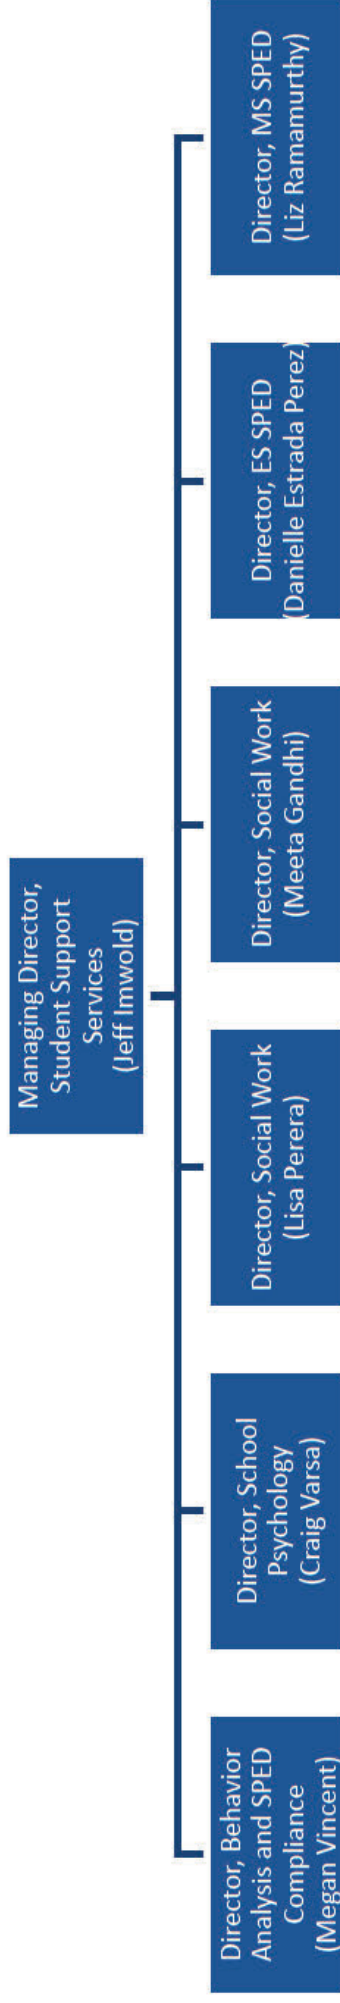 Managing Director,
Student Support
Services
(Jeff Imwold)
Director, Behavior
Analysis and SPED
Compliance
(Megan Vincent)
Director, School
Psychology
(Craig Varsa)
Director, Social Work
(Lisa Perera)
Director, Social Work
(Meeta Gandhi)
Director, ES SPED
(Danielle Estrada Perez)
Director, MS SPED
(Liz Ramamurthy)